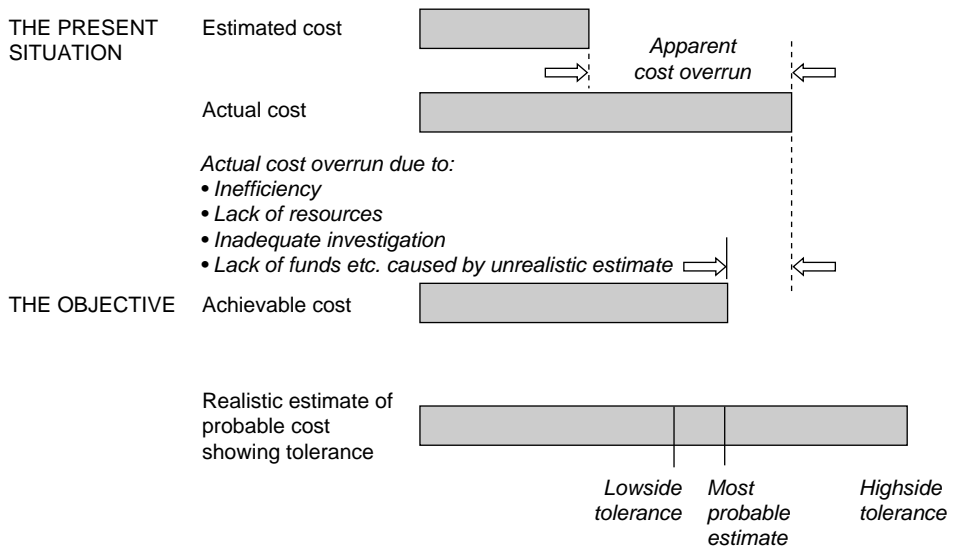 THE PRESENT
SITUATION
Estimated cost
Apparent
cost overrun
Actual cost
Actual cost overrun due to:
• Inefficiency
• Lack of resources
• Inadequate investigation
• Lack of funds etc. caused by unrealistic estimate
THE OBJECTIVE
Achievable cost
Realistic estimate of
probable cost
showing tolerance
Lowside
tolerance
Most
probable
estimate
Highside
tolerance